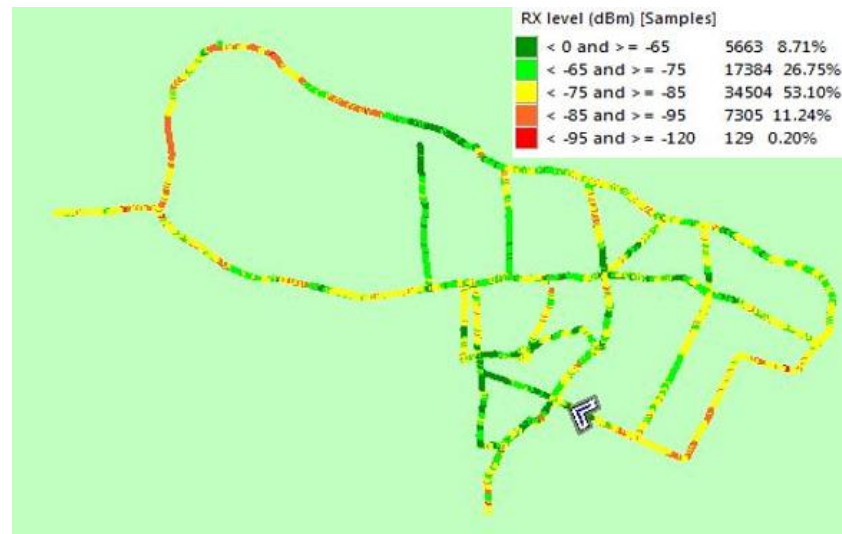 RX level (dBm) [Samples]
< 0 and >= -65 5663 8.71%
< -65 and >= -75 17384 26.75%
< -75 and >= -85 34504 53.10%
< -85 and >= -95 7305 11.24%
< -95 and >= -120 129 0.20%